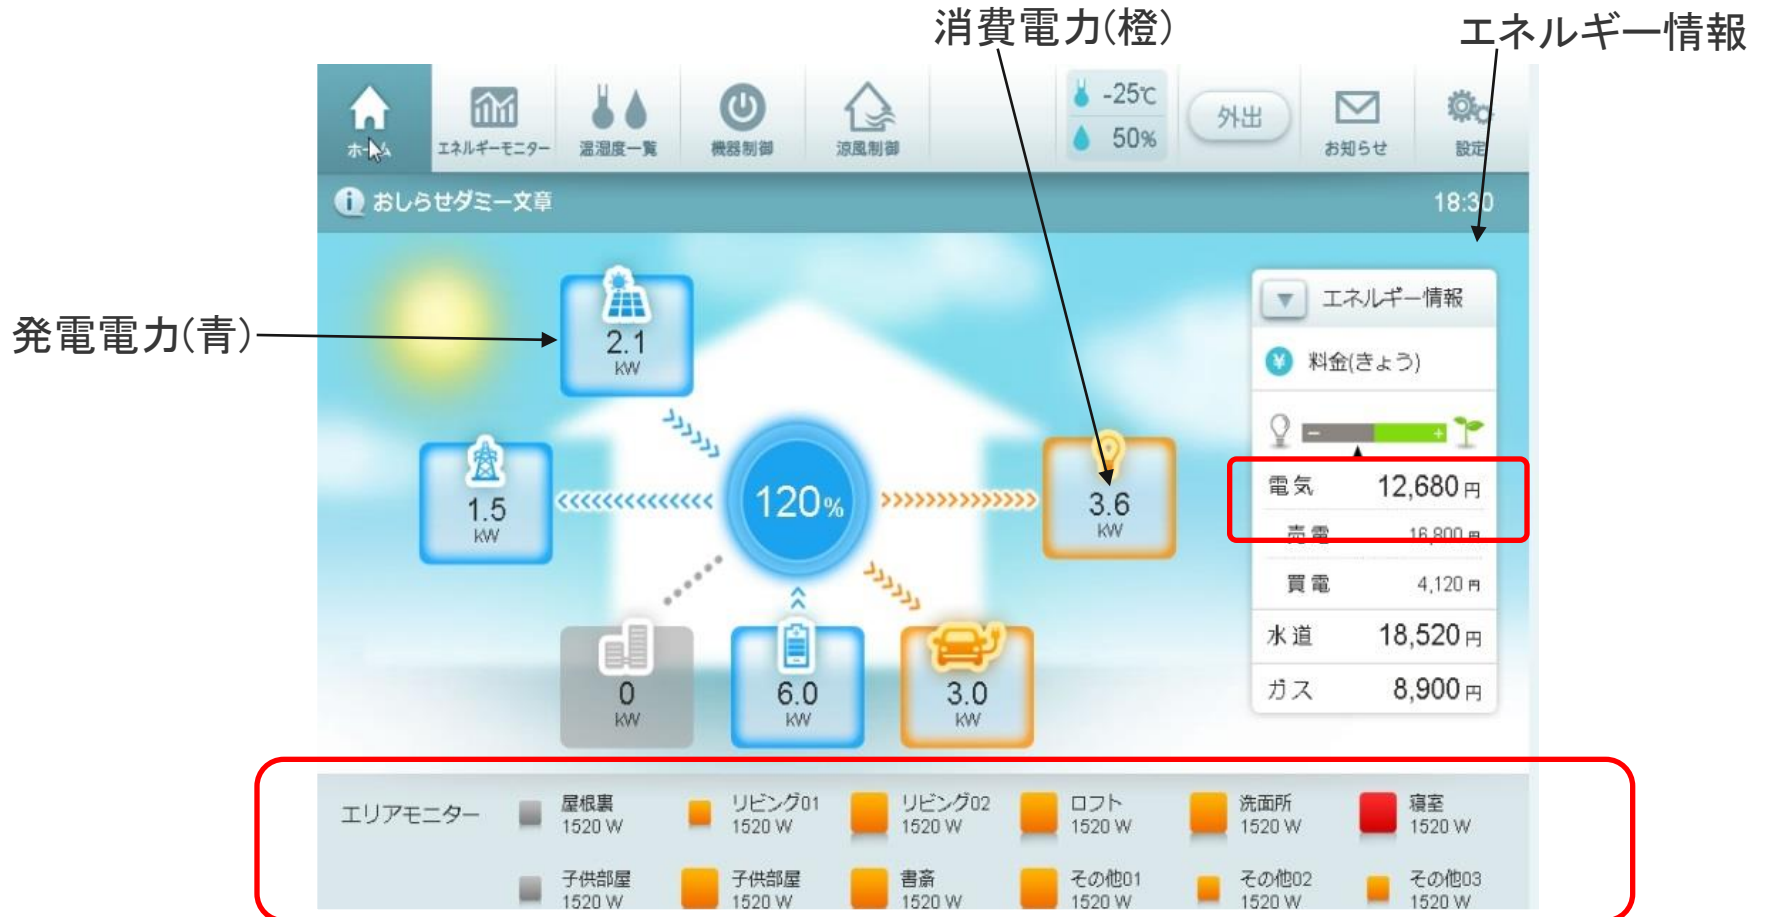 消費電力(橙)
エネルギー情報
-25℃
50%
外出
ホーム
エネルギーモニター
温湿度一覧
機器制御
涼風制御
お知らせ
設定
i おしらせダミー文章
18:30
発電電力(青)
2.1
kW
1.5
kW
120%
3.6
kW
0
kW
6.0
kW
3.0
kW
エネルギー情報
¥ 料金(きょう)
- +
電気 12,680円
売電 16,800円
買電 4,120円
水道 18,520円
ガス 8,900円
エリアモニター
屋根裏 リビング01 リビング02 ロフト 洗面所 寝室
1520 W 1520 W 1520 W 1520 W 1520 W 1520 W
子供部屋 子供部屋 書斎 その他01 その他02 その他03
1520 W 1520 W 1520 W 1520 W 1520 W 1520 W